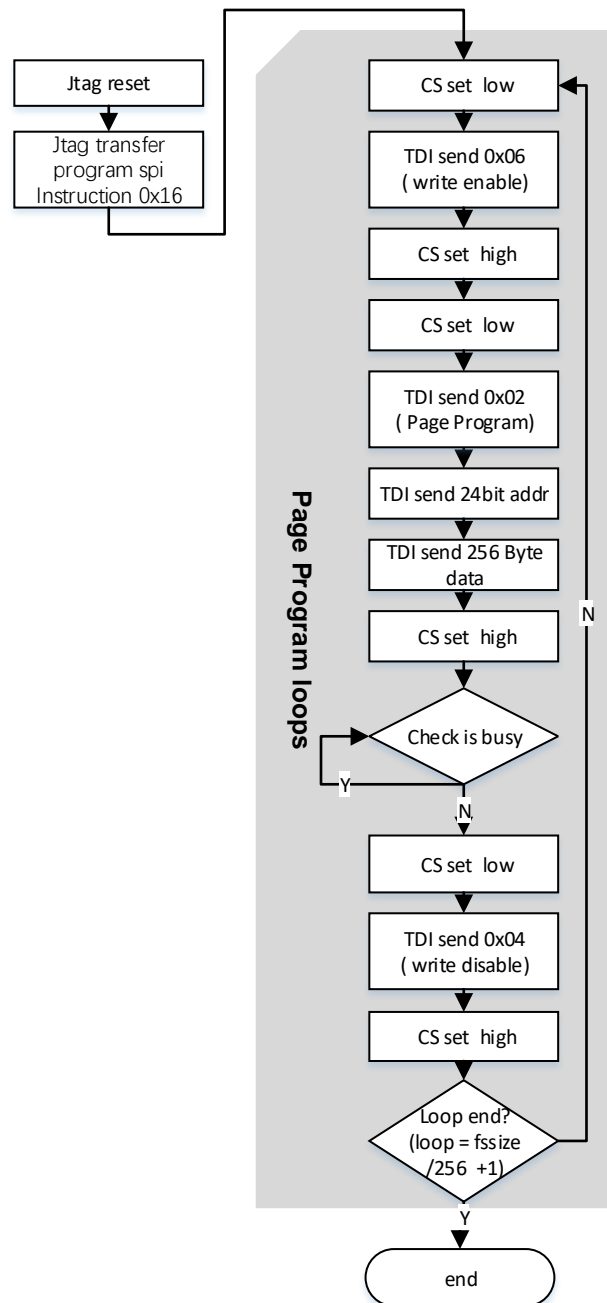 Jtag reset
Jtag transfer
program spi
Instruction 0x16
CS set low
TDI send 0x06
( write enable)
CS set high
CS set low
TDI send 0x02
( Page Program)
TDI send 24bit addr
TDI send 256 Byte
data
CS set high
Check is busy
Y
N
CS set low
TDI send 0x04
( write disable)
CS set high
Loop end?
(loop = fssize
/256 +1)
N
Y
end
Page Program loops